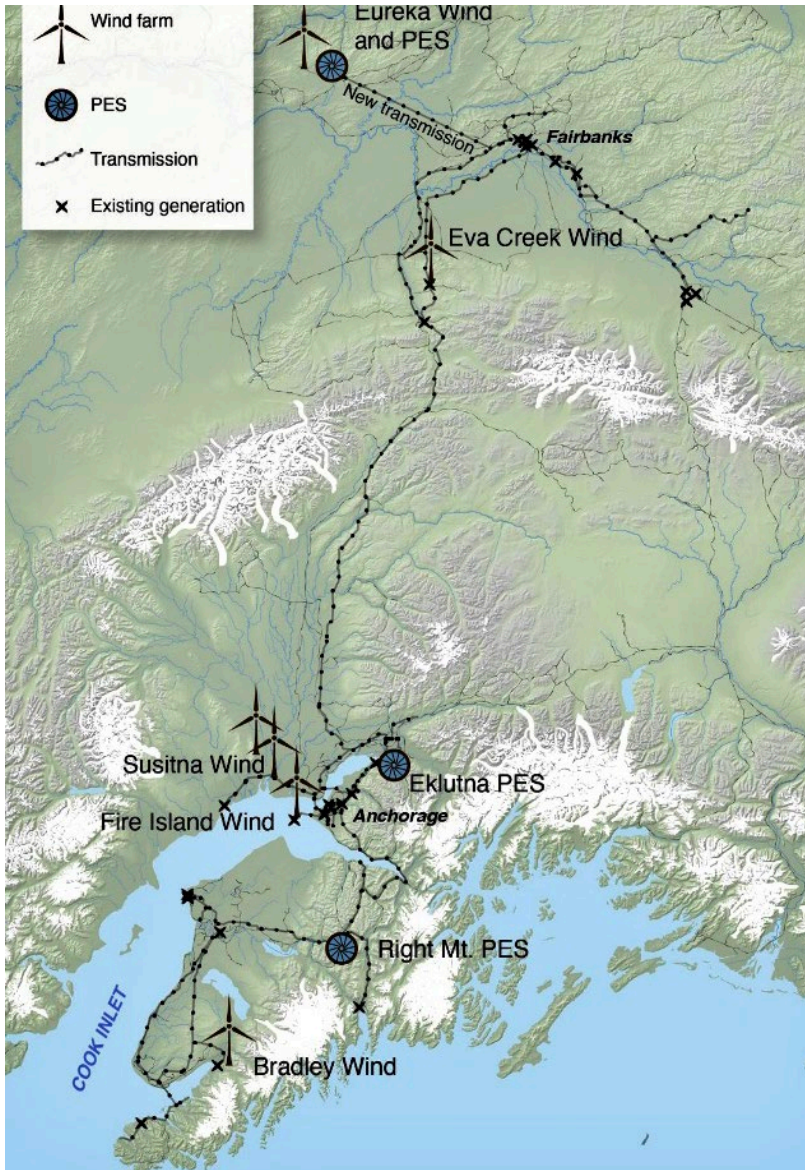 Wind farm
PES
Transmission
Existing generation
Eureka Wind
and PES
New transmission
Fairbanks
Eva Creek Wind
Susitna Wind
Eklutna PES
Fire Island Wind
Anchorage
Right Mt. PES
COOK INLET
Bradley Wind